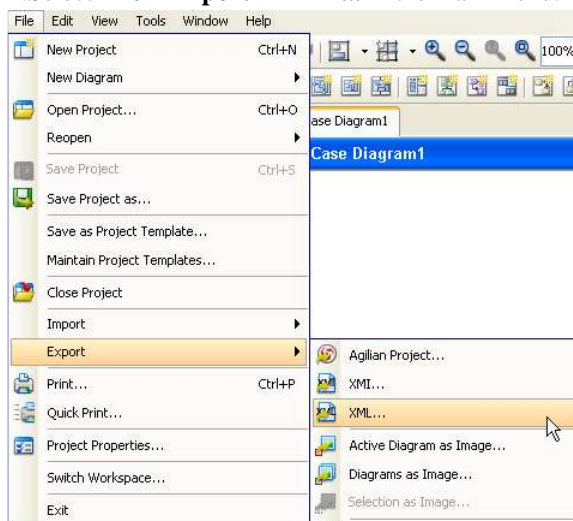 File Edit View Tools Window Help
New Project Ctrl+N
100%
New Diagram
Open Project... Ctrl+O
ase Diagram1
Reopen
Case Diagram1
Save Project Ctrl+S
Save Project as...
Save as Project Template...
Maintain Project Templates...
Close Project
Import
Export
Agilian Project...
Print... Ctrl+P
XMI...
Quick Print...
XML...
Project Properties...
Active Diagram as Image...
Switch Workspace...
Diagrams as Image...
Exit
Selection as Image...